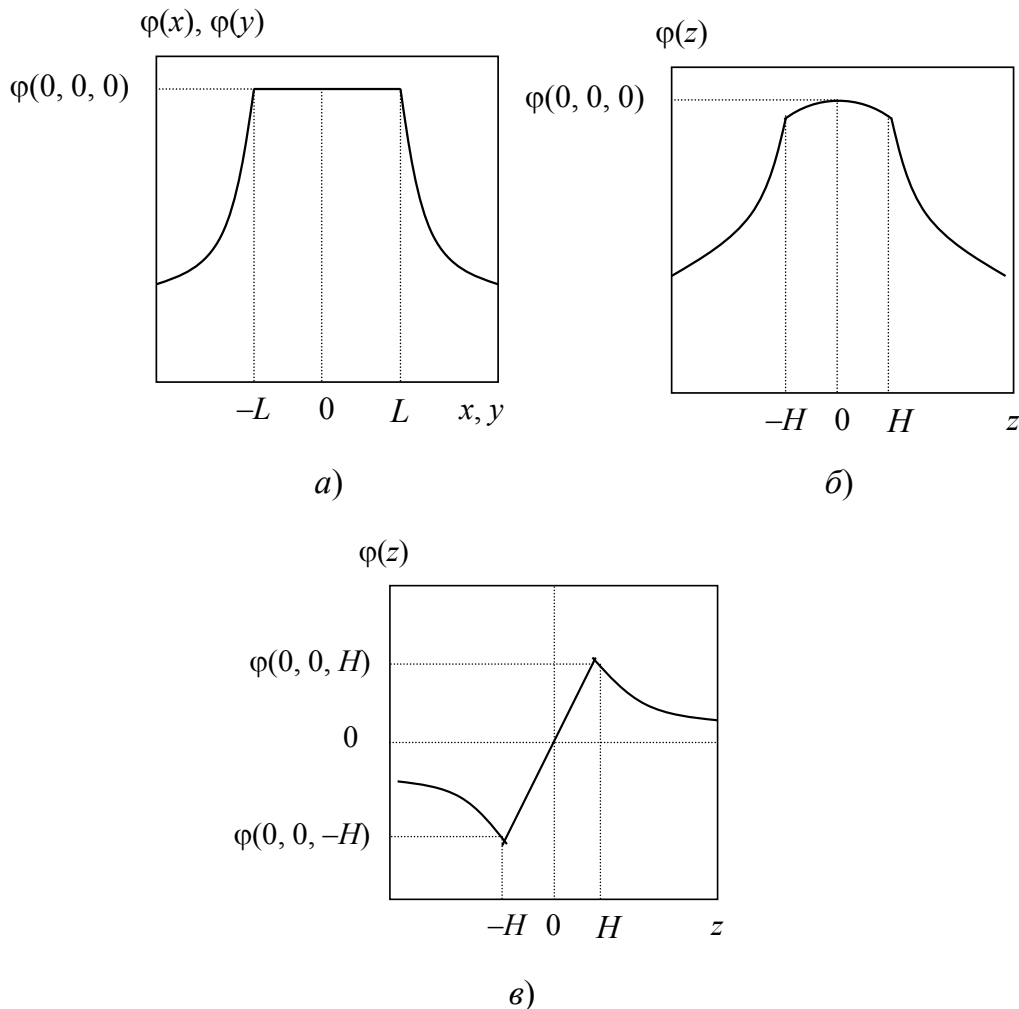 φ(x), φ(y)
φ(0, 0, 0)
–L 0 L x, y
а)
φ(z)
φ(0, 0, 0)
–H 0 H z
б)
φ(z)
φ(0, 0, H)
0
φ(0, 0, –H)
–H 0 H z
в)